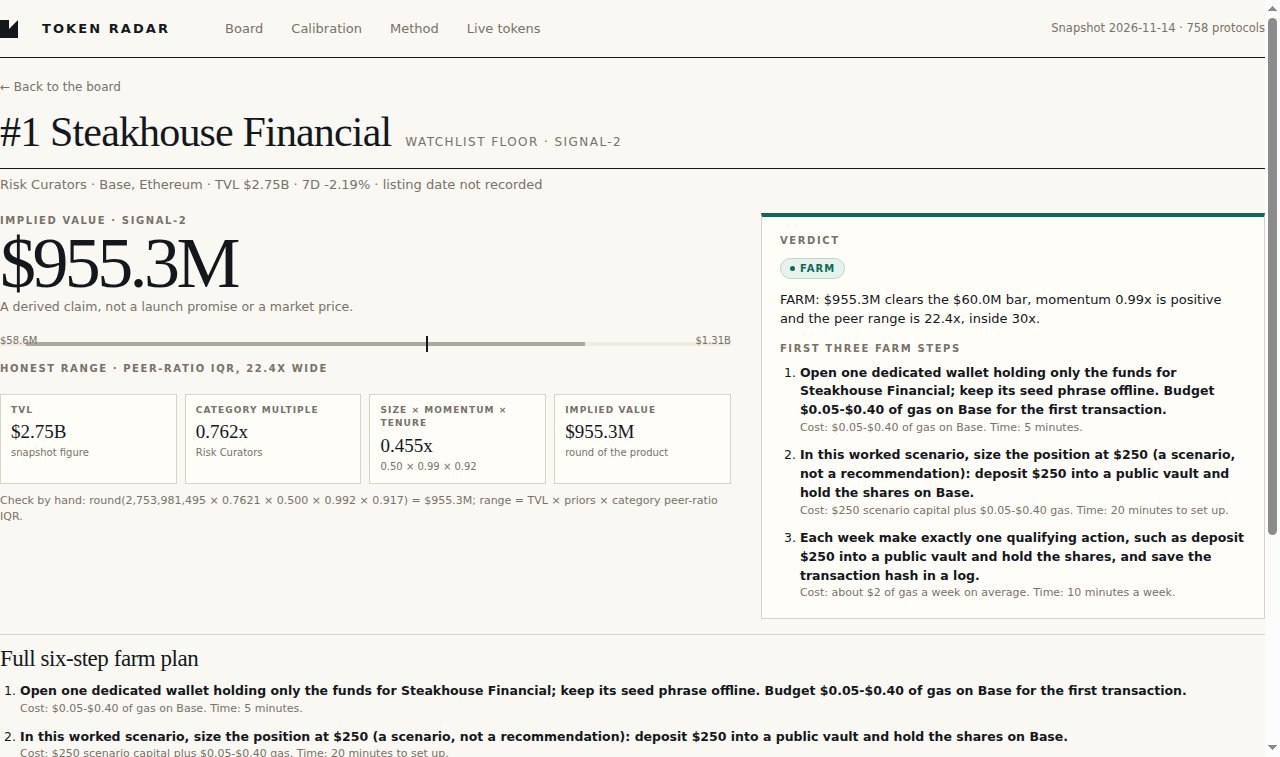 TOKEN RADAR
Board
Calibration
Method
Live tokens
Snapshot 2026-11-14 · 758 protocols
← Back to the board
#1 Steakhouse Financial WATCHLIST FLOOR · SIGNAL-2
Risk Curators · Base, Ethereum · TVL $2.75B · 7D -2.19% · listing date not recorded
IMPLIED VALUE · SIGNAL-2
$955.3M
A derived claim, not a launch promise or a market price.
$58.6M
$1.31B
HONEST RANGE · PEER-RATIO IQR, 22.4X WIDE
TVL
$2.75B
snapshot figure
CATEGORY MULTIPLE
0.762x
Risk Curators
SIZE × MOMENTUM ×
TENURE
0.455x
0.50 × 0.99 × 0.92
IMPLIED VALUE
$955.3M
round of the product
Check by hand: round(2,753,981,495 × 0.7621 × 0.500 × 0.992 × 0.917) = $955.3M; range = TVL × priors × category peer-ratio
IQR.
VERDICT
FARM
FARM: $955.3M clears the $60.0M bar, momentum 0.99x is positive
and the peer range is 22.4x, inside 30x.
FIRST THREE FARM STEPS
1. Open one dedicated wallet holding only the funds for
Steakhouse Financial; keep its seed phrase offline. Budget
$0.05-$0.40 of gas on Base for the first transaction.
Cost: $0.05-$0.40 of gas on Base. Time: 5 minutes.
2. In this worked scenario, size the position at $250 (a scenario,
not a recommendation): deposit $250 into a public vault and
hold the shares on Base.
Cost: $250 scenario capital plus $0.05-$0.40 gas. Time: 20 minutes to set up.
3. Each week make exactly one qualifying action, such as deposit
$250 into a public vault and hold the shares, and save the
transaction hash in a log.
Cost: about $2 of gas a week on average. Time: 10 minutes a week.
Full six-step farm plan
1. Open one dedicated wallet holding only the funds for Steakhouse Financial; keep its seed phrase offline. Budget $0.05-$0.40 of gas on Base for the first transaction.
Cost: $0.05-$0.40 of gas on Base. Time: 5 minutes.
2. In this worked scenario, size the position at $250 (a scenario, not a recommendation): deposit $250 into a public vault and hold the shares on Base.
Cost: $250 scenario capital plus $0.05-$0.40 gas. Time: 20 minutes to set up.